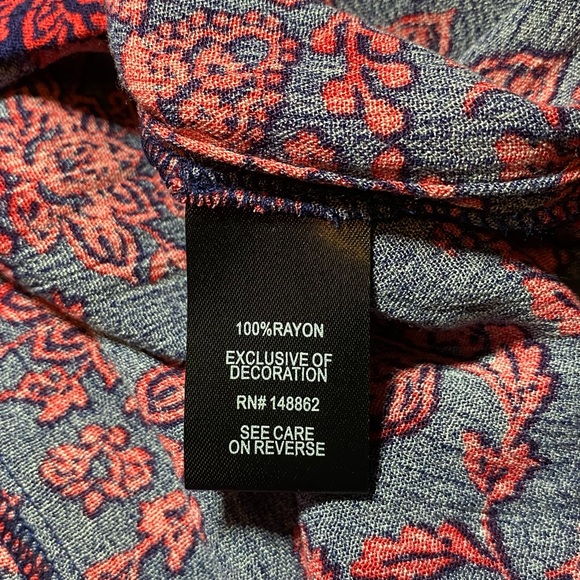 100%RAYON
EXCLUSIVE OF
DECORATION
RN# 148862
SEE CARE
ON REVERSE